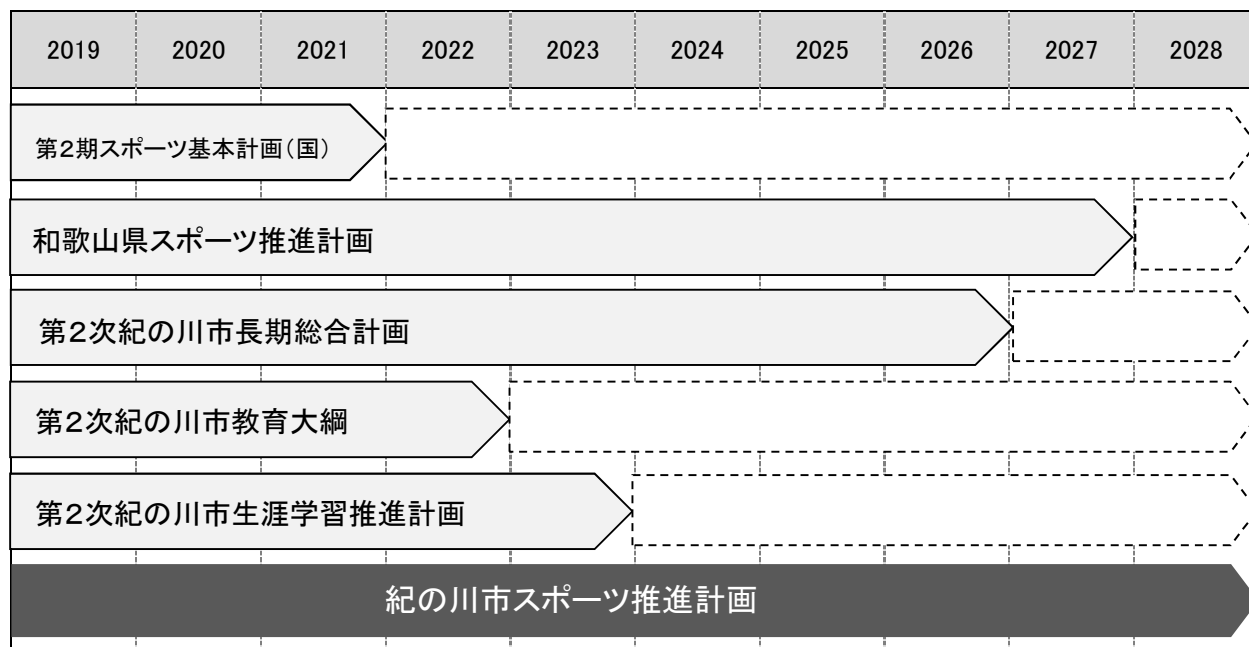 2019 2020 2021 2022 2023 2024 2025 2026 2027 2028
第2期スポーツ基本計画(国)
和歌山県スポーツ推進計画
第2次紀の川市長期総合計画
第2次紀の川市教育大綱
第2次紀の川市生涯学習推進計画
紀の川市スポーツ推進計画